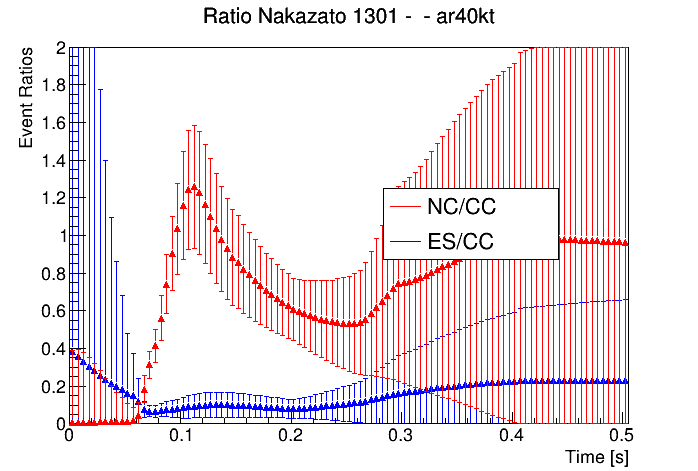 Ratio Nakazato 1301 - - ar40kt
Event Ratios
2
1.8
1.6
1.4
1.2
1
0.8
0.6
0.4
0.2
0
NC/CC
ES/CC
0 0.1 0.2 0.3 0.4 0.5
Time [s]